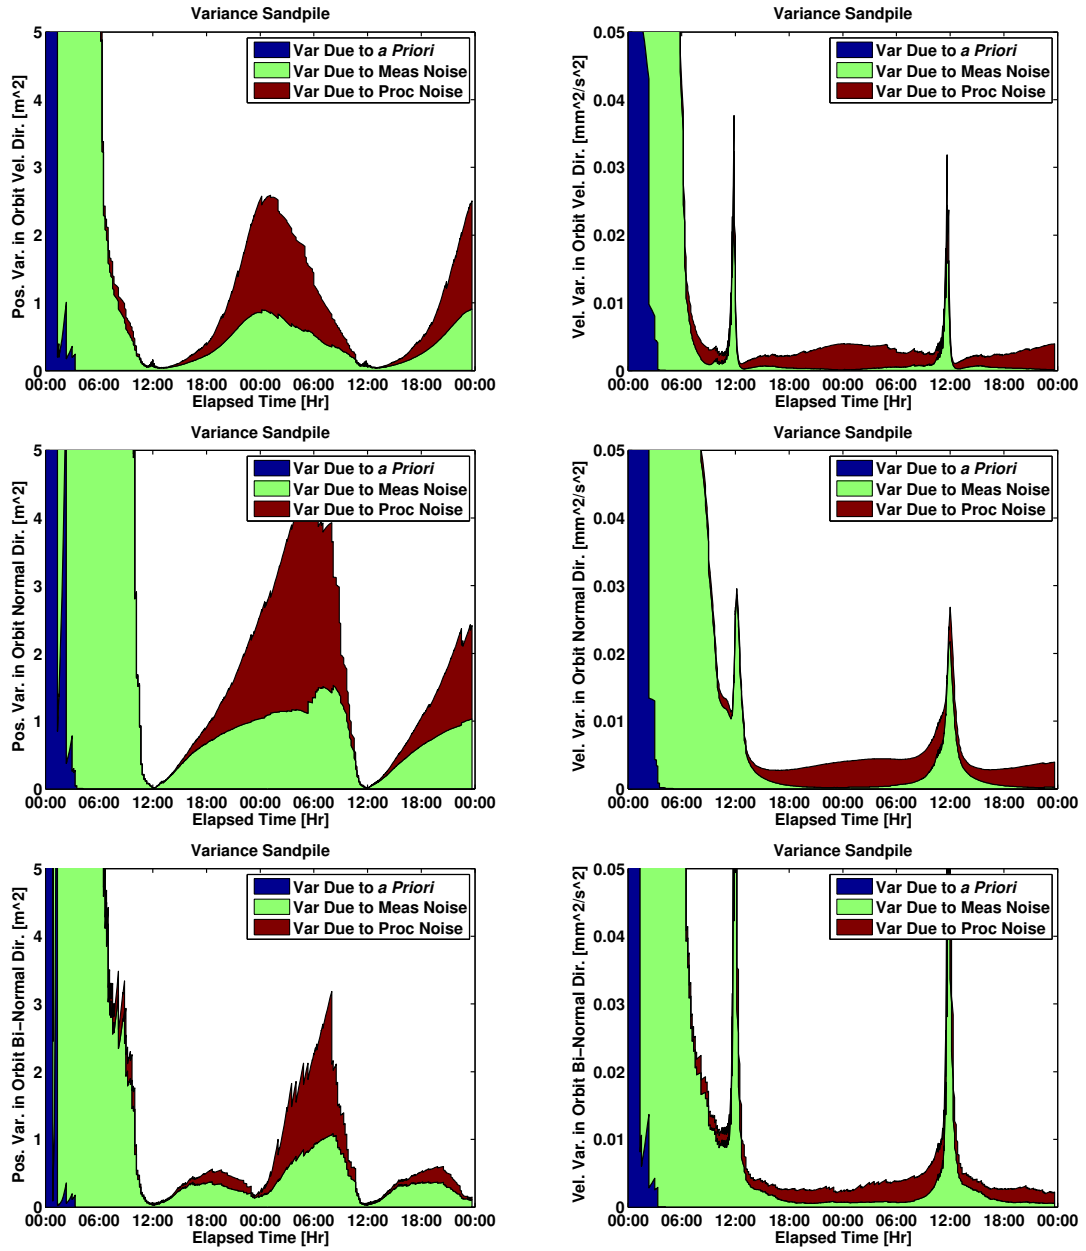 Variance Sandpile
Pos. Var. in Orbit Vel. Dir. [m^2]
5
4
3
2
1
0
Var Due to a Priori
Var Due to Meas Noise
Var Due to Proc Noise
00:00 06:00 12:00 18:00 00:00 06:00 12:00 18:00 00:00
Elapsed Time [Hr]
Variance Sandpile
Vel. Var. in Orbit Vel. Dir. [mm^2/s^2]
0.05
0.04
0.03
0.02
0.01
0
Var Due to a Priori
Var Due to Meas Noise
Var Due to Proc Noise
00:00 06:00 12:00 18:00 00:00 06:00 12:00 18:00 00:00
Elapsed Time [Hr]
Variance Sandpile
Pos. Var. in Orbit Normal Dir. [m^2]
5
4
3
2
1
0
Var Due to a Priori
Var Due to Meas Noise
Var Due to Proc Noise
00:00 06:00 12:00 18:00 00:00 06:00 12:00 18:00 00:00
Elapsed Time [Hr]
Variance Sandpile
Vel. Var. in Orbit Normal Dir. [mm^2/s^2]
0.05
0.04
0.03
0.02
0.01
0
Var Due to a Priori
Var Due to Meas Noise
Var Due to Proc Noise
00:00 06:00 12:00 18:00 00:00 06:00 12:00 18:00 00:00
Elapsed Time [Hr]
Variance Sandpile
Pos. Var. in Orbit Bi−Normal Dir. [m^2]
5
4
3
2
1
0
Var Due to a Priori
Var Due to Meas Noise
Var Due to Proc Noise
00:00 06:00 12:00 18:00 00:00 06:00 12:00 18:00 00:00
Elapsed Time [Hr]
Variance Sandpile
Vel. Var. in Orbit Bi−Normal Dir. [mm^2/s^2]
0.05
0.04
0.03
0.02
0.01
0
Var Due to a Priori
Var Due to Meas Noise
Var Due to Proc Noise
00:00 06:00 12:00 18:00 00:00 06:00 12:00 18:00 00:00
Elapsed Time [Hr]